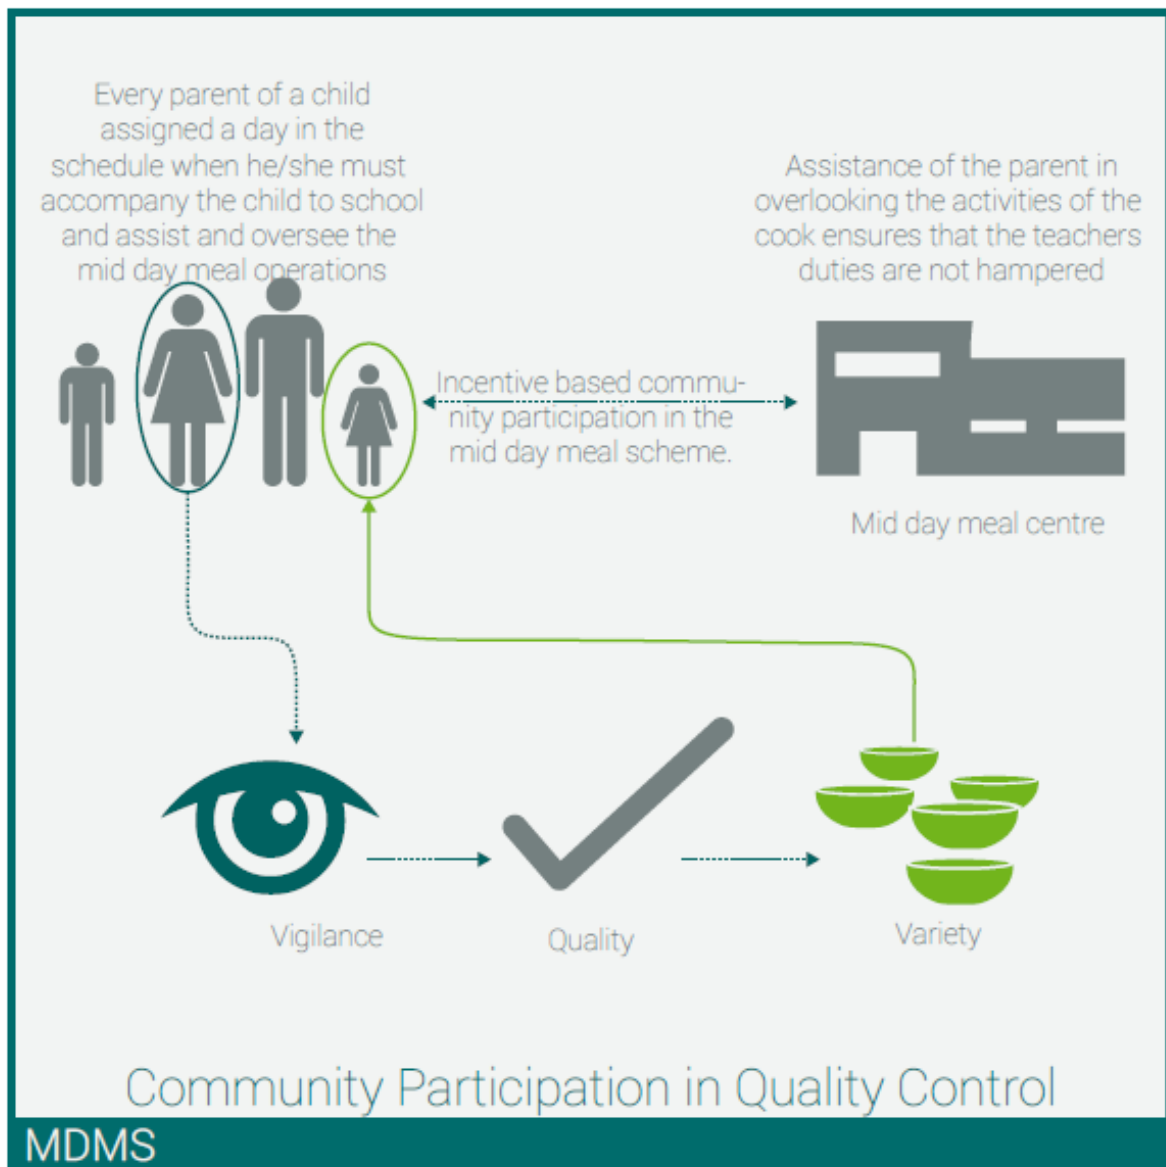 Every parent of a child
assigned a day in the
schedule when he/she must
accompany the child to school
and assist and oversee the
mid day meal operations
Assistance of the parent in
overlooking the activities of the
cook ensures that the teachers
duties are not hampered
Incentive based commu-
nity participation in the
mid day meal scheme.
Mid day meal centre
Vigilance
Quality
Variety
Community Participation in Quality Control
MDMS